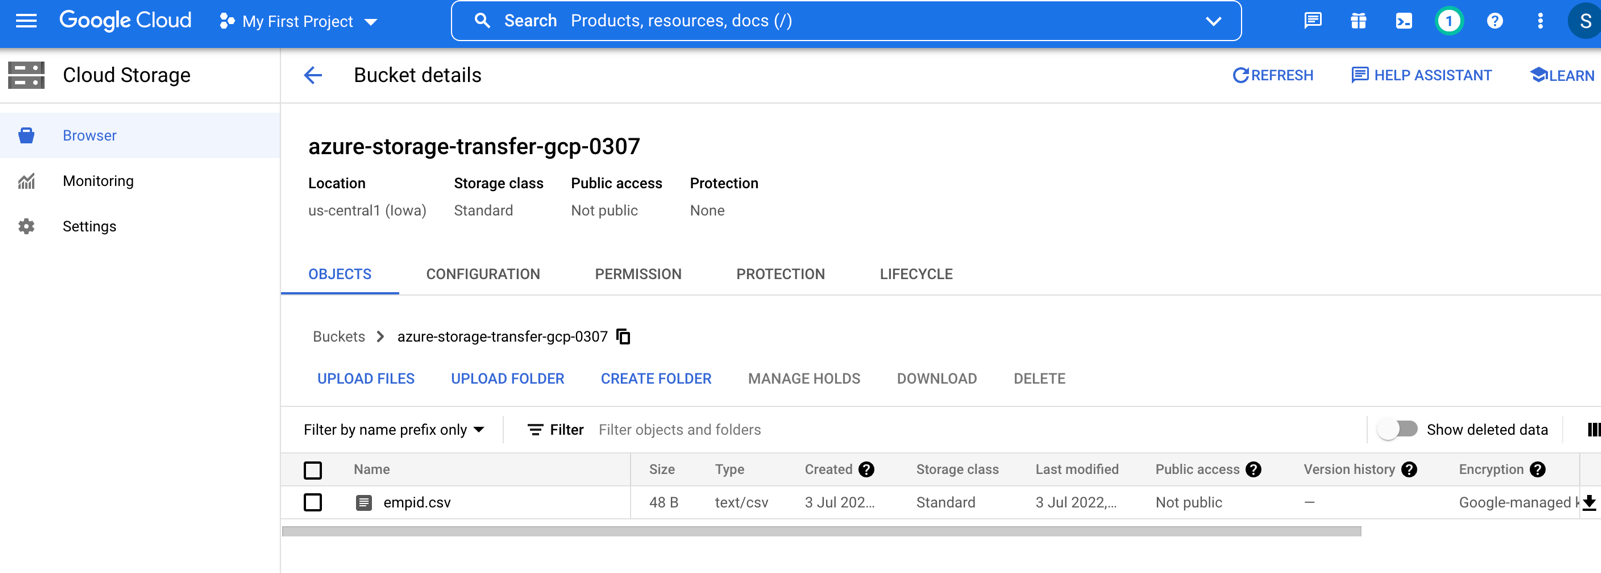 Google Cloud My First Project Search Products, resources, docs (/) 1 ? S
Cloud Storage Bucket details REFRESH HELP ASSISTANT LEARN
Browser
Monitoring
Settings
azure-storage-transfer-gcp-0307
Location Storage class Public access Protection
us-central1 (Iowa) Standard Not public None
OBJECTS CONFIGURATION PERMISSION PROTECTION LIFECYCLE
Buckets > azure-storage-transfer-gcp-0307
UPLOAD FILES UPLOAD FOLDER CREATE FOLDER MANAGE HOLDS DOWNLOAD DELETE
Filter by name prefix only Filter Filter objects and folders Show deleted data
Name Size Type Created ? Storage class Last modified Public access ? Version history ? Encryption ?
empid.csv 48 B text/csv 3 Jul 202... Standard 3 Jul 2022,... Not public — Google-managed k